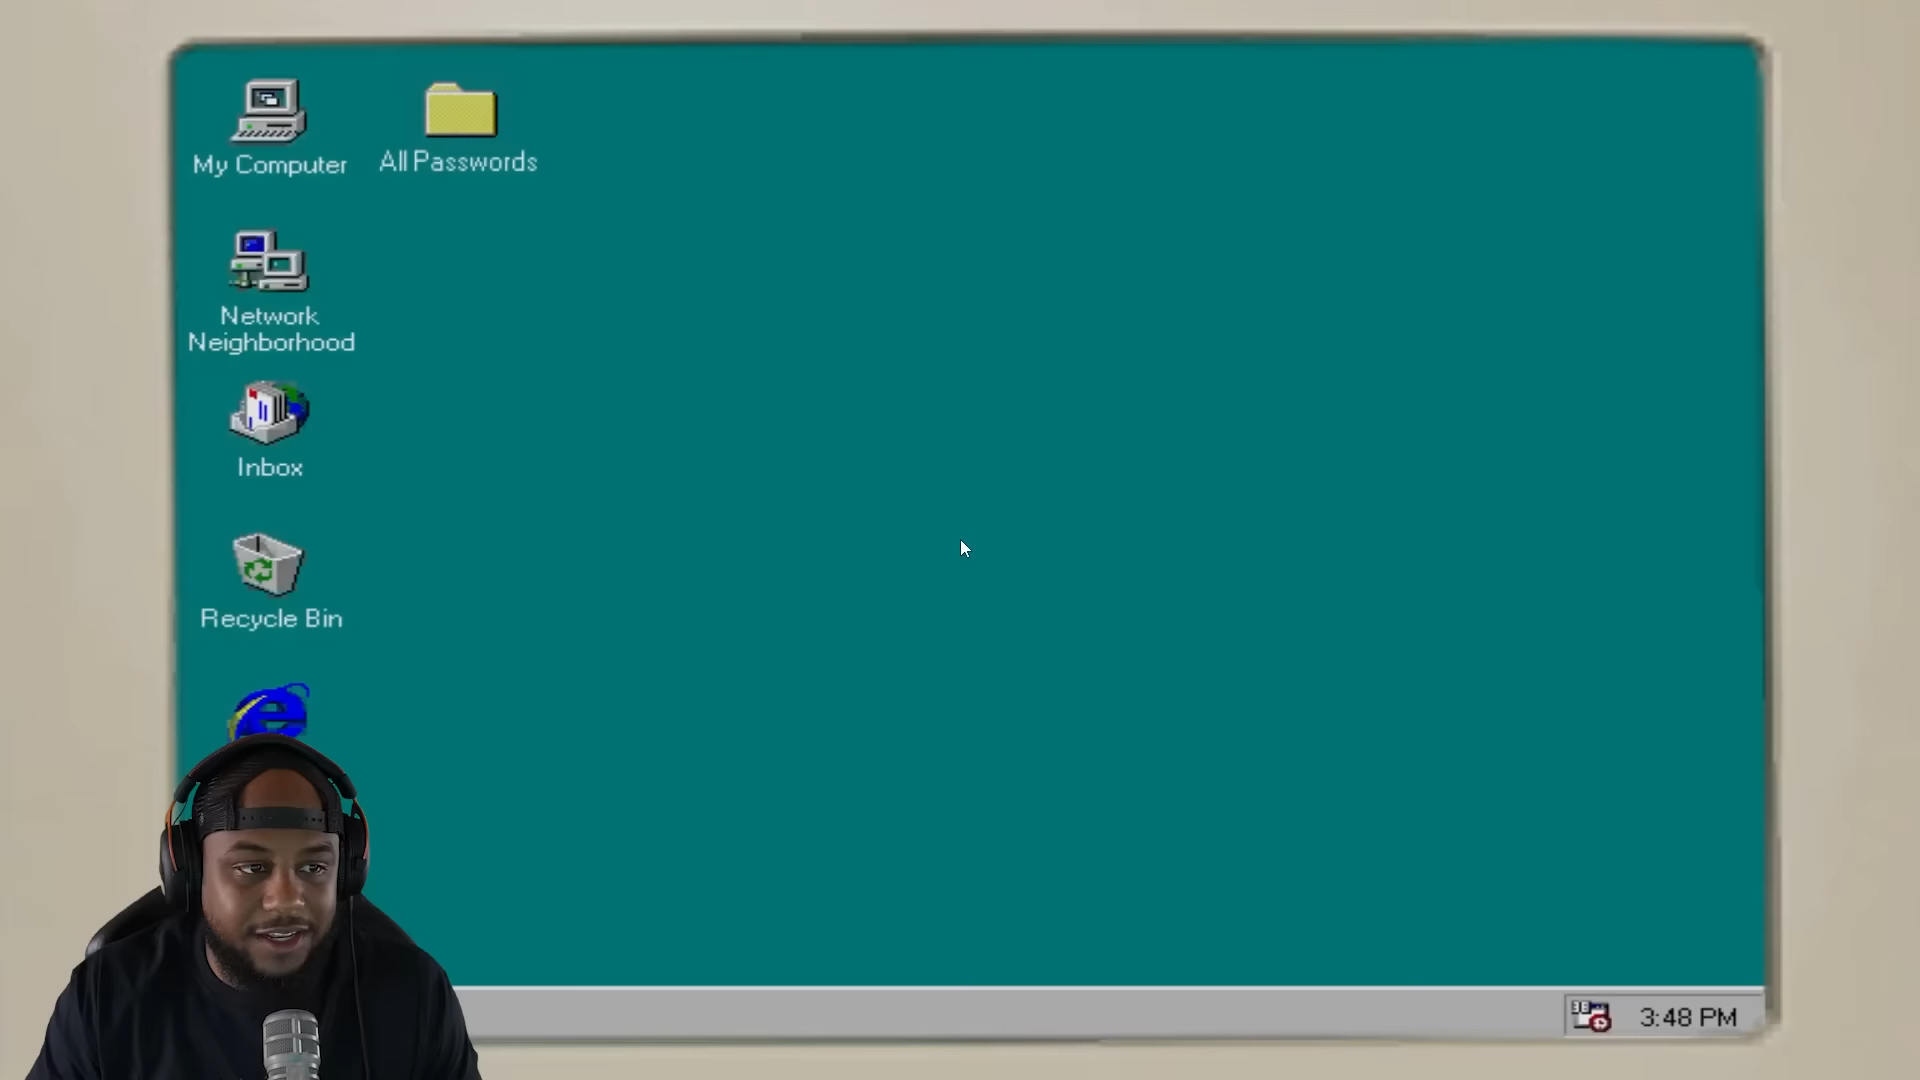 My Computer
All Passwords
Network
Neighborhood
Inbox
Recycle Bin
3:48 PM